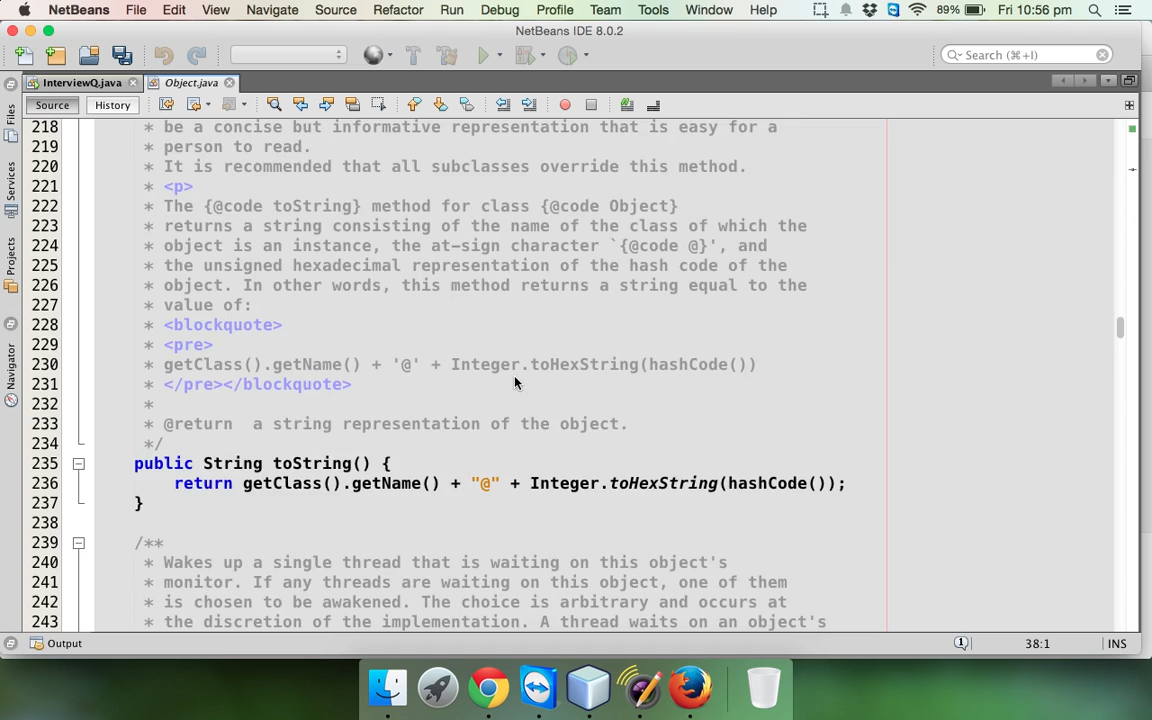 NetBeans File Edit View Navigate Source Refactor Run Debug Profile Team Tools Window Help 89% Fri 10:56 pm
NetBeans IDE 8.0.2
Search (⌘+I)
InterviewQ.java Object.java
Source History
Files
Services
Projects
Navigator
218 * be a concise but informative representation that is easy for a
219 * person to read.
220 * It is recommended that all subclasses override this method.
221 * <p>
222 * The {@code toString} method for class {@code Object}
223 * returns a string consisting of the name of the class of which the
224 * object is an instance, the at-sign character `{@code @}', and
225 * the unsigned hexadecimal representation of the hash code of the
226 * object. In other words, this method returns a string equal to the
227 * value of:
228 * <blockquote>
229 * <pre>
230 * getClass().getName() + '@' + Integer.toHexString(hashCode())
231 * </pre></blockquote>
232 *
233 * @return  a string representation of the object.
234 */
235 public String toString() {
236 return getClass().getName() + "@" + Integer.toHexString(hashCode());
237 }
238
239 /**
240 * Wakes up a single thread that is waiting on this object's
241 * monitor. If any threads are waiting on this object, one of them
242 * is chosen to be awakened. The choice is arbitrary and occurs at
243 * the discretion of the implementation. A thread waits on an object's
Output 1 38:1 INS